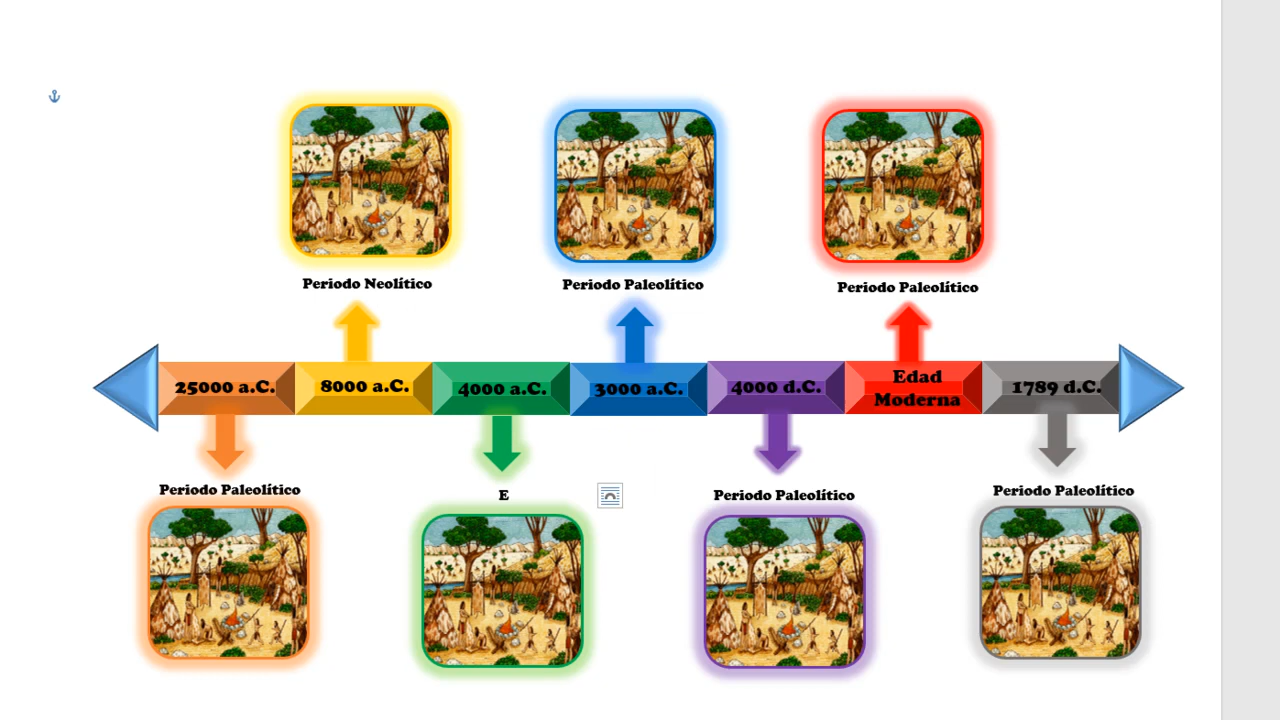 Periodo Neolítico
Periodo Paleolítico
Periodo Paleolítico
25000 a.C.
8000 a.C.
4000 a.C.
3000 a.C.
4000 d.C.
Edad
Moderna
1789 d.C.
Periodo Paleolítico
E
Periodo Paleolítico
Periodo Paleolítico